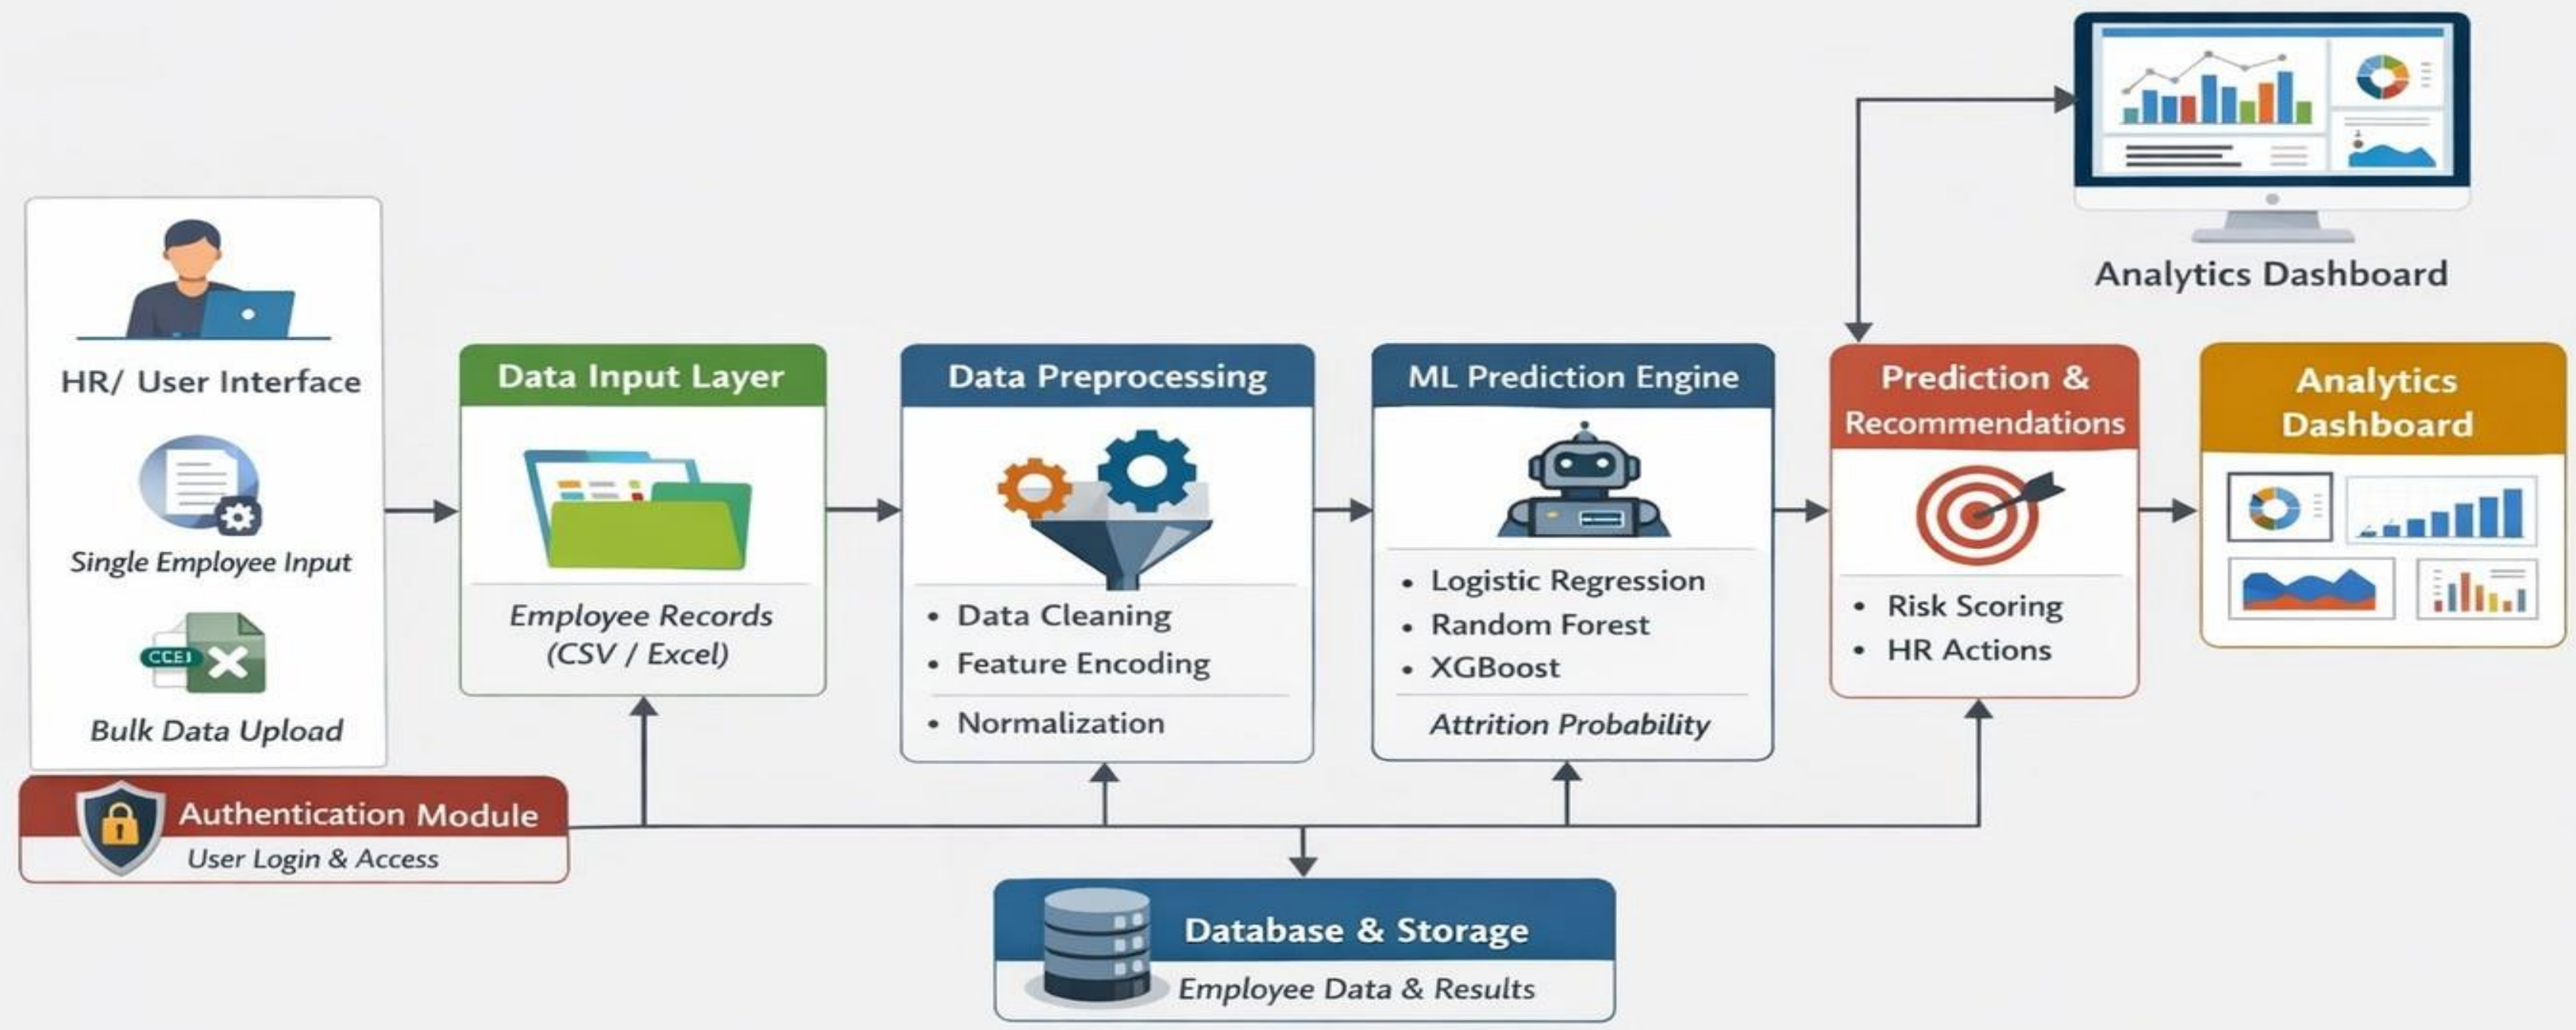 HR/ User Interface
Single Employee Input
CCEI
Bulk Data Upload
Authentication Module
User Login & Access
Data Input Layer
Employee Records
(CSV / Excel)
Data Preprocessing
• Data Cleaning
• Feature Encoding
• Normalization
ML Prediction Engine
• Logistic Regression
• Random Forest
• XGBoost
Attrition Probability
Prediction &
Recommendations
• Risk Scoring
• HR Actions
Analytics Dashboard
Analytics
Dashboard
Database & Storage
Employee Data & Results